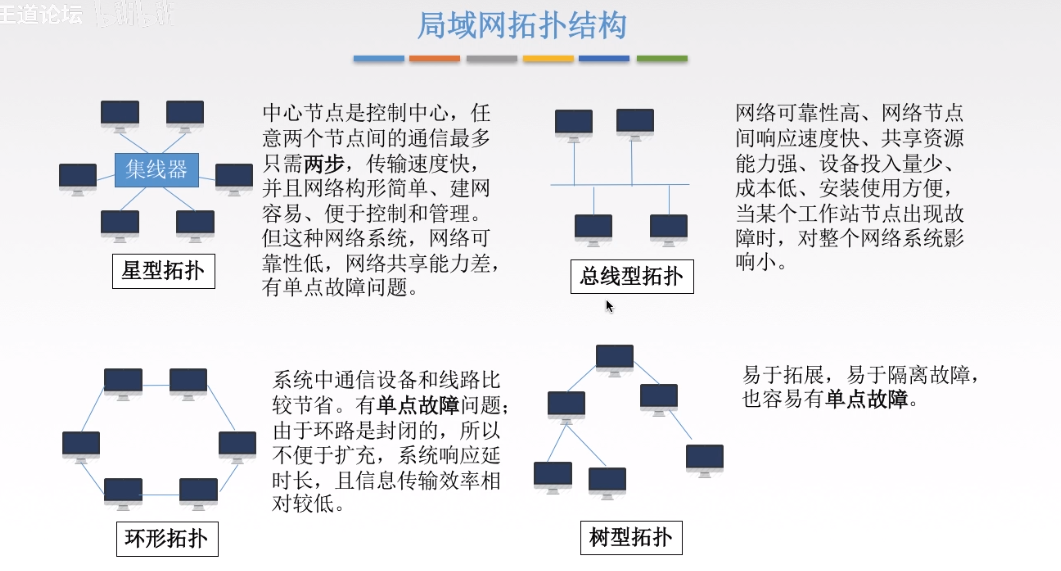 王道论坛
局域网拓扑结构
集线器
中心节点是控制中心，任
意两个节点间的通信最多
只需两步，传输速度快，
并且网络构形简单、建网
容易、便于控制和管理。
但这种网络系统，网络可
靠性低，网络共享能力差，
有单点故障问题。
星型拓扑
网络可靠性高、网络节点
间响应速度快、共享资源
能力强、设备投入量少、
成本低、安装使用方便，
当某个工作站节点出现故
障时，对整个网络系统影
响小。
总线型拓扑
系统中通信设备和线路比
较节省。有单点故障问题；
由于环路是封闭的，所以
不便于扩充，系统响应延
时长，且信息传输效率相
对较低。
环形拓扑
易于拓展，易于隔离故障，
也容易有单点故障。
树型拓扑